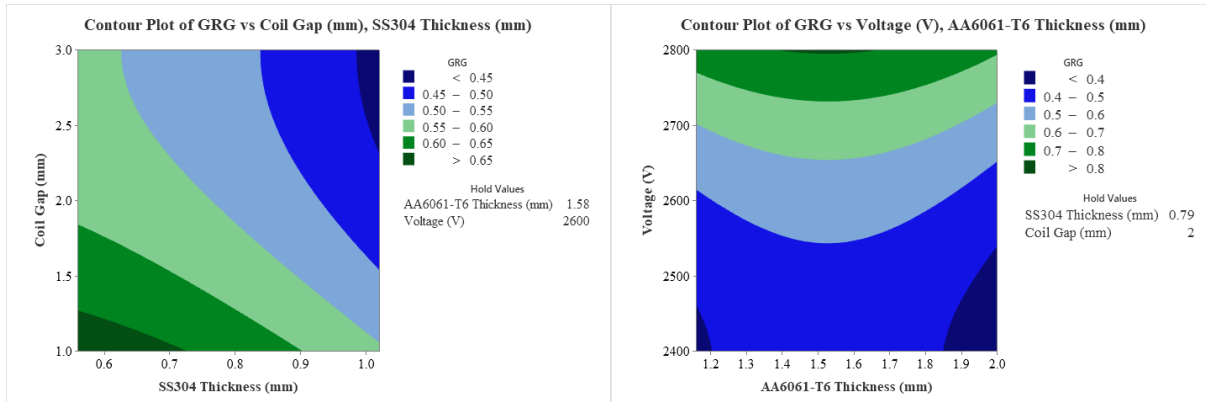 Contour Plot of GRG vs Coil Gap (mm), SS304 Thickness (mm)
3.0
2.5
2.0
1.5
1.0
Coil Gap (mm)
0.6 0.7 0.8 0.9 1.0
SS304 Thickness (mm)
GRG
< 0.45
0.45 – 0.50
0.50 – 0.55
0.55 – 0.60
0.60 – 0.65
> 0.65
Hold Values
AA6061-T6 Thickness (mm) 1.58
Voltage (V) 2600
Contour Plot of GRG vs Voltage (V), AA6061-T6 Thickness (mm)
2800
2700
2600
2500
2400
Voltage (V)
1.2 1.3 1.4 1.5 1.6 1.7 1.8 1.9 2.0
AA6061-T6 Thickness (mm)
GRG
< 0.4
0.4 – 0.5
0.5 – 0.6
0.6 – 0.7
0.7 – 0.8
> 0.8
Hold Values
SS304 Thickness (mm) 0.79
Coil Gap (mm) 2